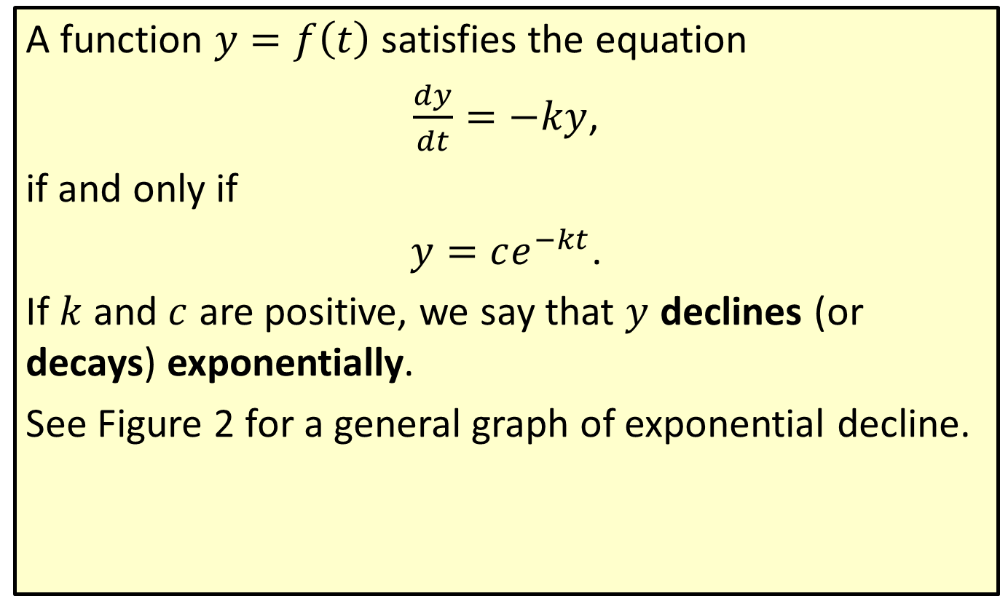 A function y = f(t) satisfies the equation
dy/dt = −ky,
if and only if
y = ce^{−kt}.
If k and c are positive, we say that y declines (or
decays) exponentially.
See Figure 2 for a general graph of exponential decline.